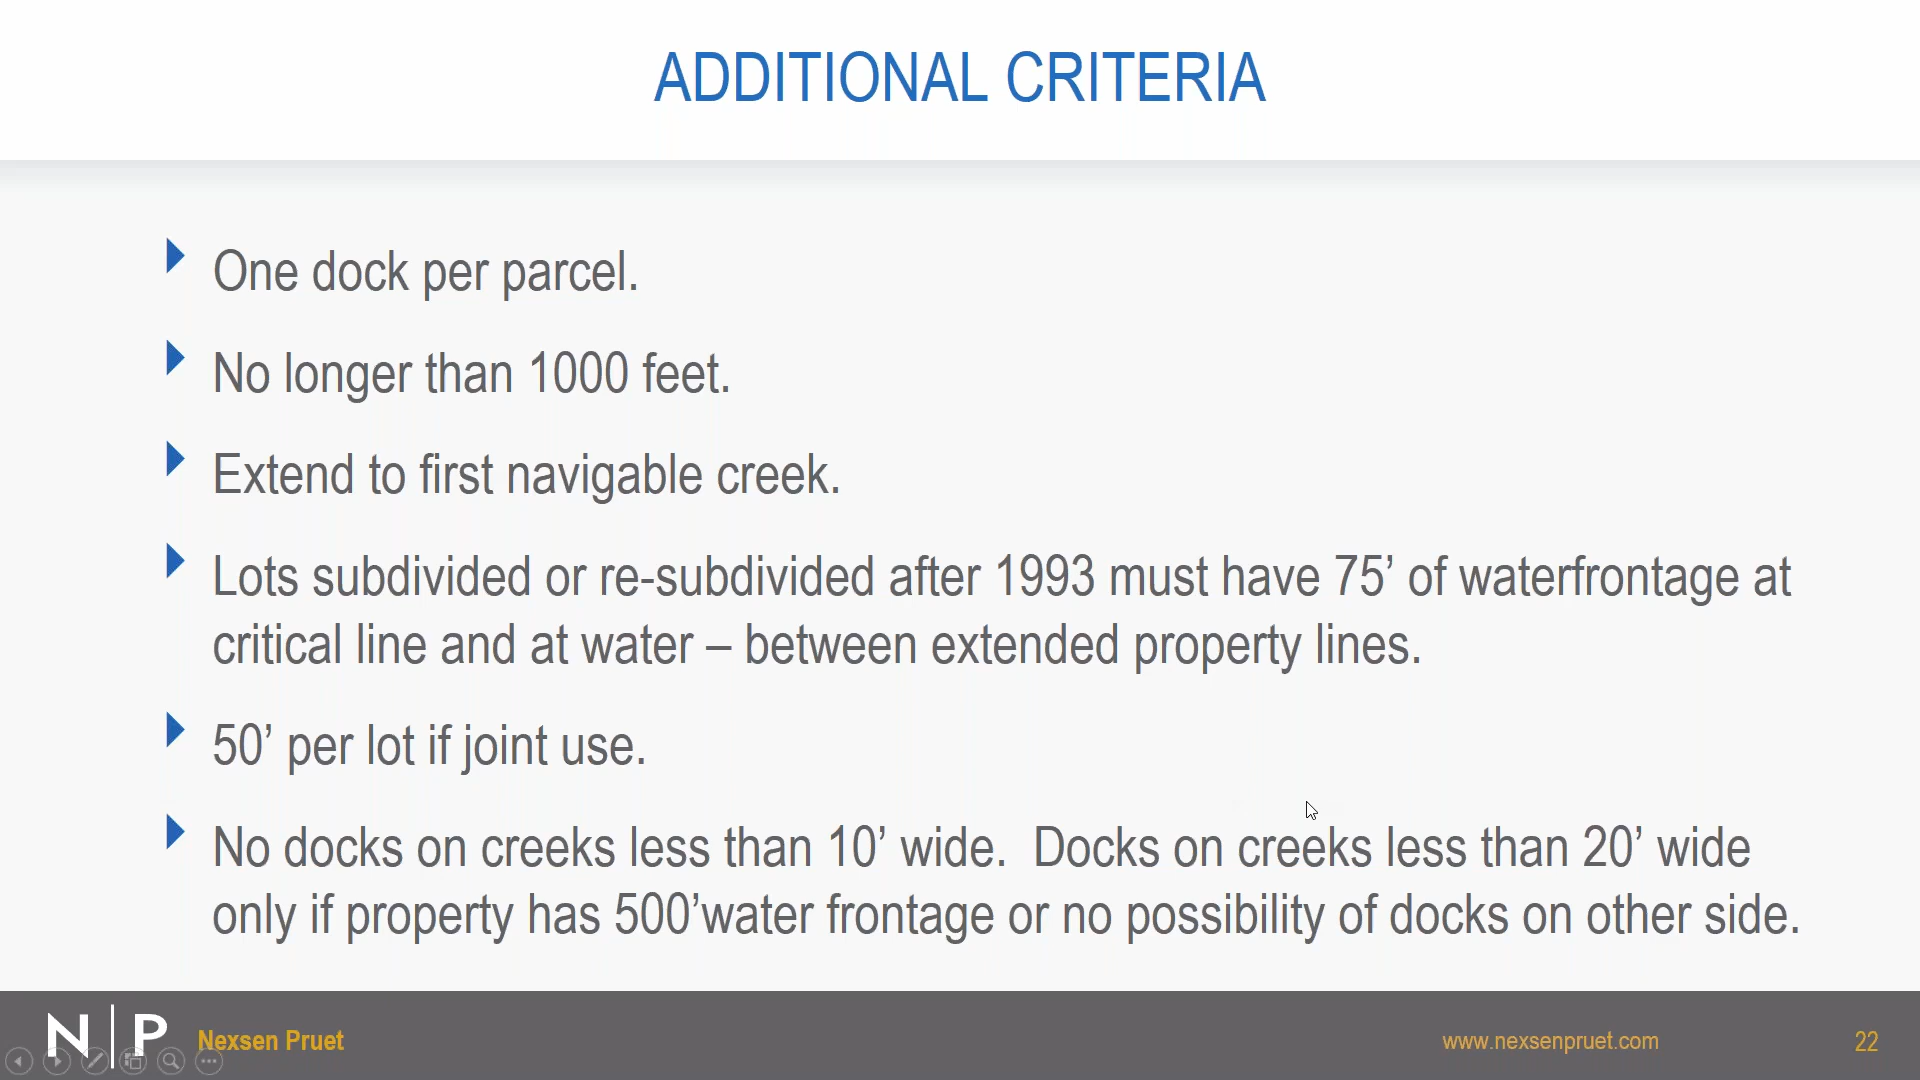 ADDITIONAL CRITERIA
One dock per parcel.
No longer than 1000 feet.
Extend to first navigable creek.
Lots subdivided or re-subdivided after 1993 must have 75’ of waterfrontage at
critical line and at water – between extended property lines.
50’ per lot if joint use.
No docks on creeks less than 10’ wide.  Docks on creeks less than 20’ wide
only if property has 500’water frontage or no possibility of docks on other side.
N|P Nexsen Pruet www.nexsenpruet.com 22